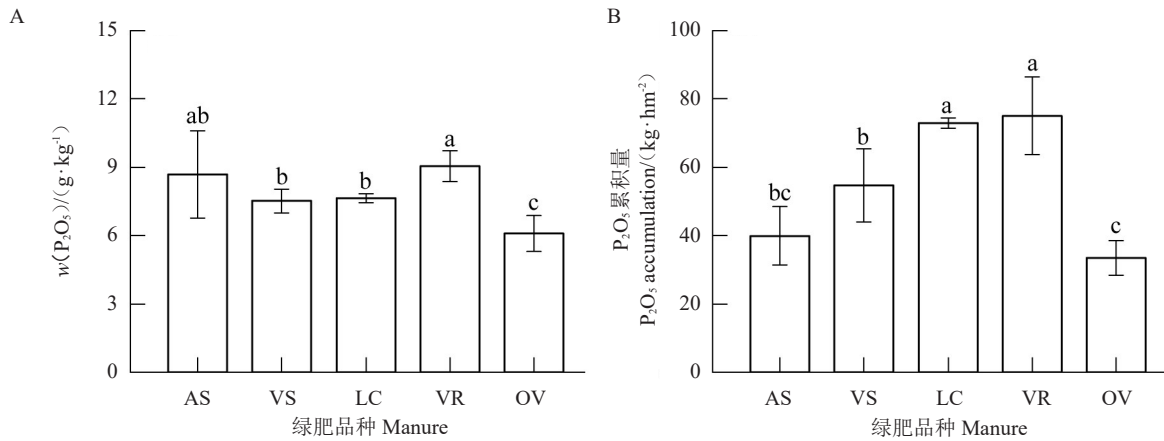 A
15
12
9
6
3
0
w(P₂O₅)/(g·kg⁻¹)
ab
b
b
a
c
AS VS LC VR OV
绿肥品种 Manure
B
100
80
60
40
20
0
P₂O₅累积量
P₂O₅ accumulation/(kg·hm⁻²)
bc
b
a
a
c
AS VS LC VR OV
绿肥品种 Manure